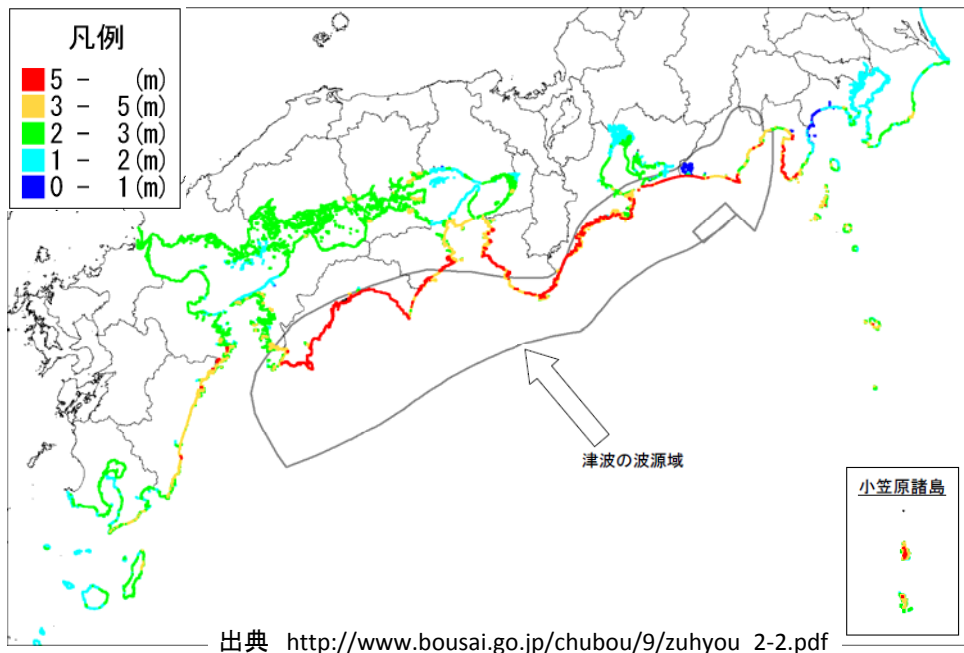 凡例
5 - (m)
3 - 5(m)
2 - 3(m)
1 - 2(m)
0 - 1(m)
津波の波源域
小笠原諸島
出典 http://www.bousai.go.jp/chubou/9/zuhyou_2-2.pdf